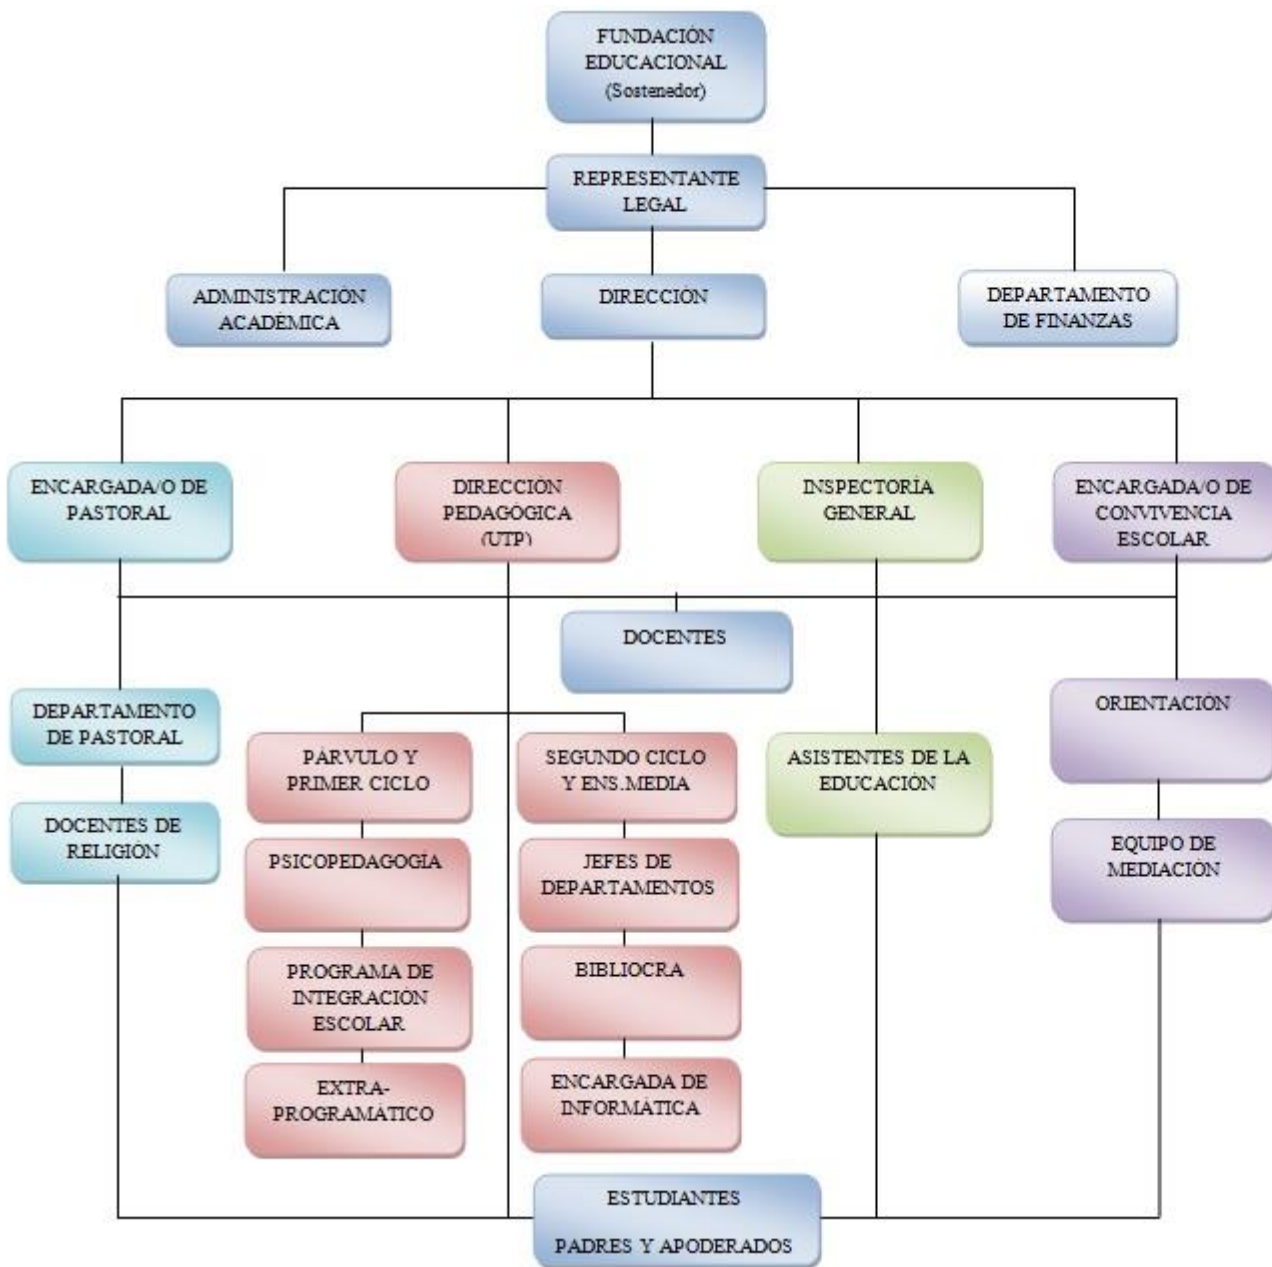 FUNDACIÓN
EDUCACIONAL
(Sostenedor)
REPRESENTANTE
LEGAL
ADMINISTRACIÓN
ACADÉMICA
DIRECCIÓN
DEPARTAMENTO
DE FINANZAS
ENCARGADA/O DE
PASTORAL
DIRECCIÓN
PEDAGÓGICA
(UTP)
INSPECTORÍA
GENERAL
ENCARGADA/O DE
CONVIVENCIA
ESCOLAR
DOCENTES
DEPARTAMENTO
DE PASTORAL
ORIENTACIÓN
PÁRVULO Y
PRIMER CICLO
SEGUNDO CICLO
Y ENS.MEDIA
ASISTENTES DE LA
EDUCACIÓN
DOCENTES DE
RELIGIÓN
PSICOPEDAGOGÍA
JEFES DE
DEPARTAMENTOS
EQUIPO DE
MEDIACIÓN
PROGRAMA DE
INTEGRACIÓN
ESCOLAR
BIBLIOCRA
EXTRA-
PROGRAMÁTICO
ENCARGADA DE
INFORMÁTICA
ESTUDIANTES
PADRES Y APODERADOS